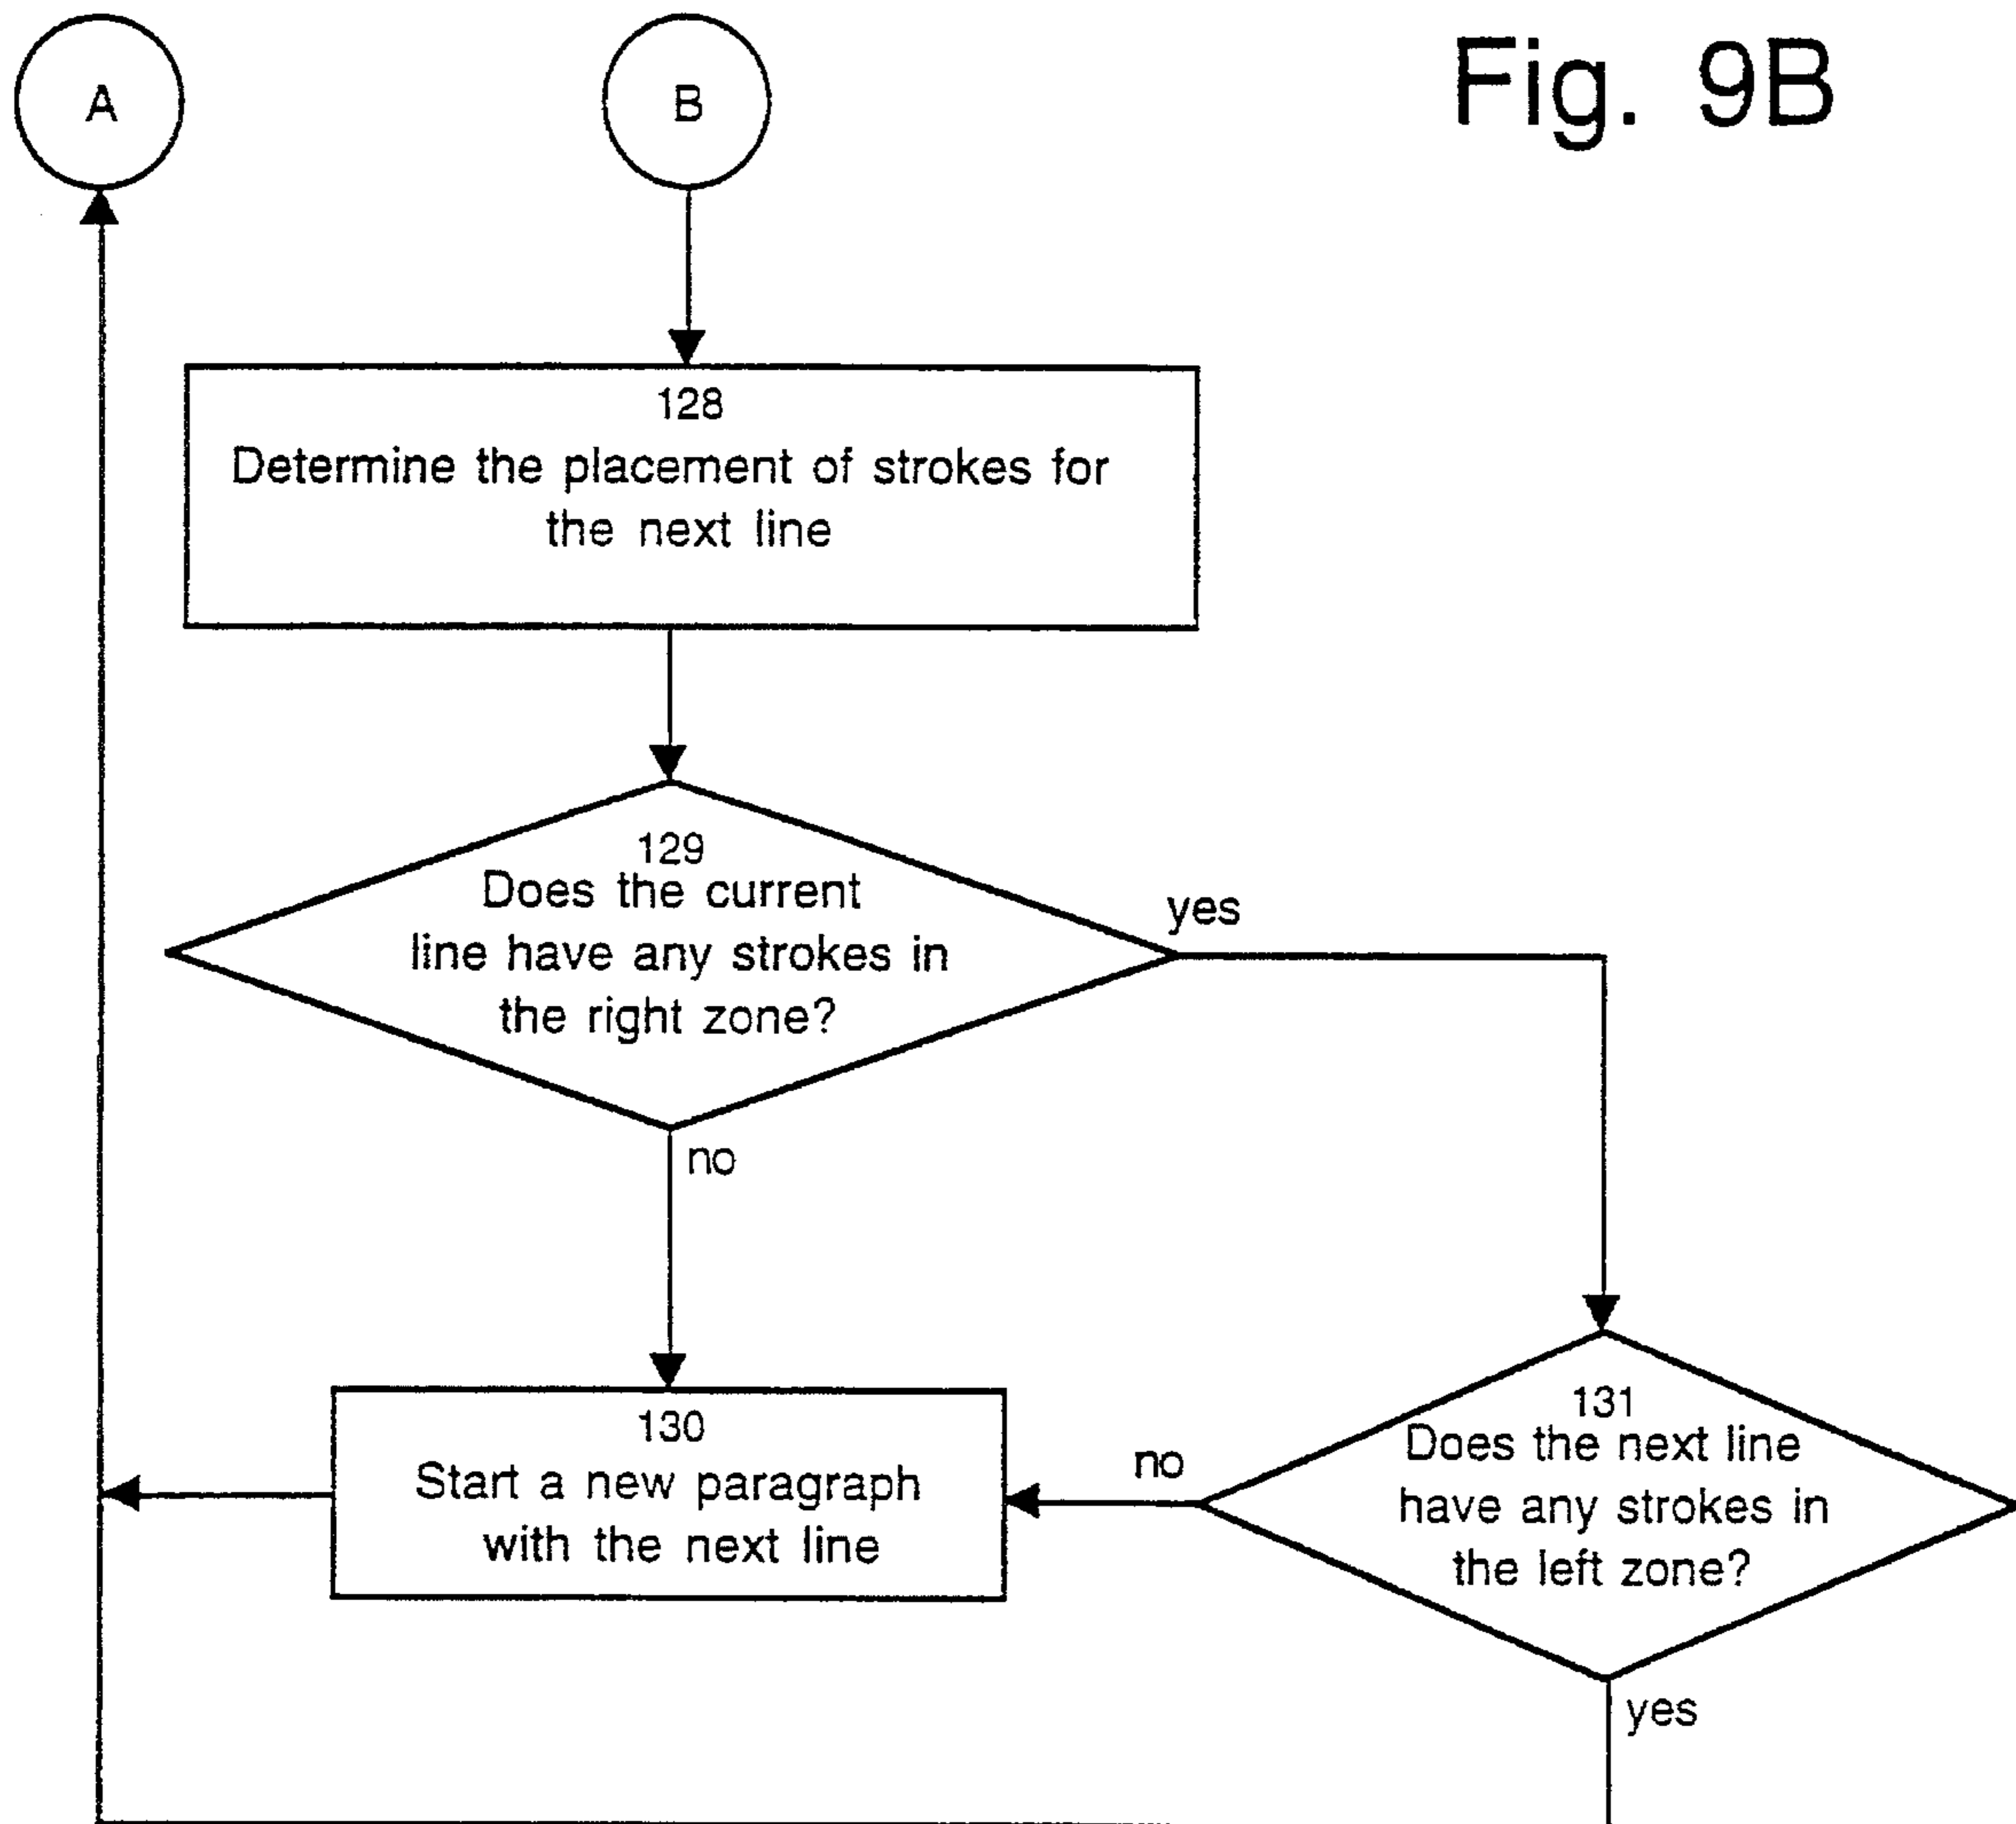 A
B
Fig. 9B
128
Determine the placement of strokes for
the next line
129
Does the current
line have any strokes in
the right zone?
yes
no
130
Start a new paragraph
with the next line
no
131
Does the next line
have any strokes in
the left zone?
yes